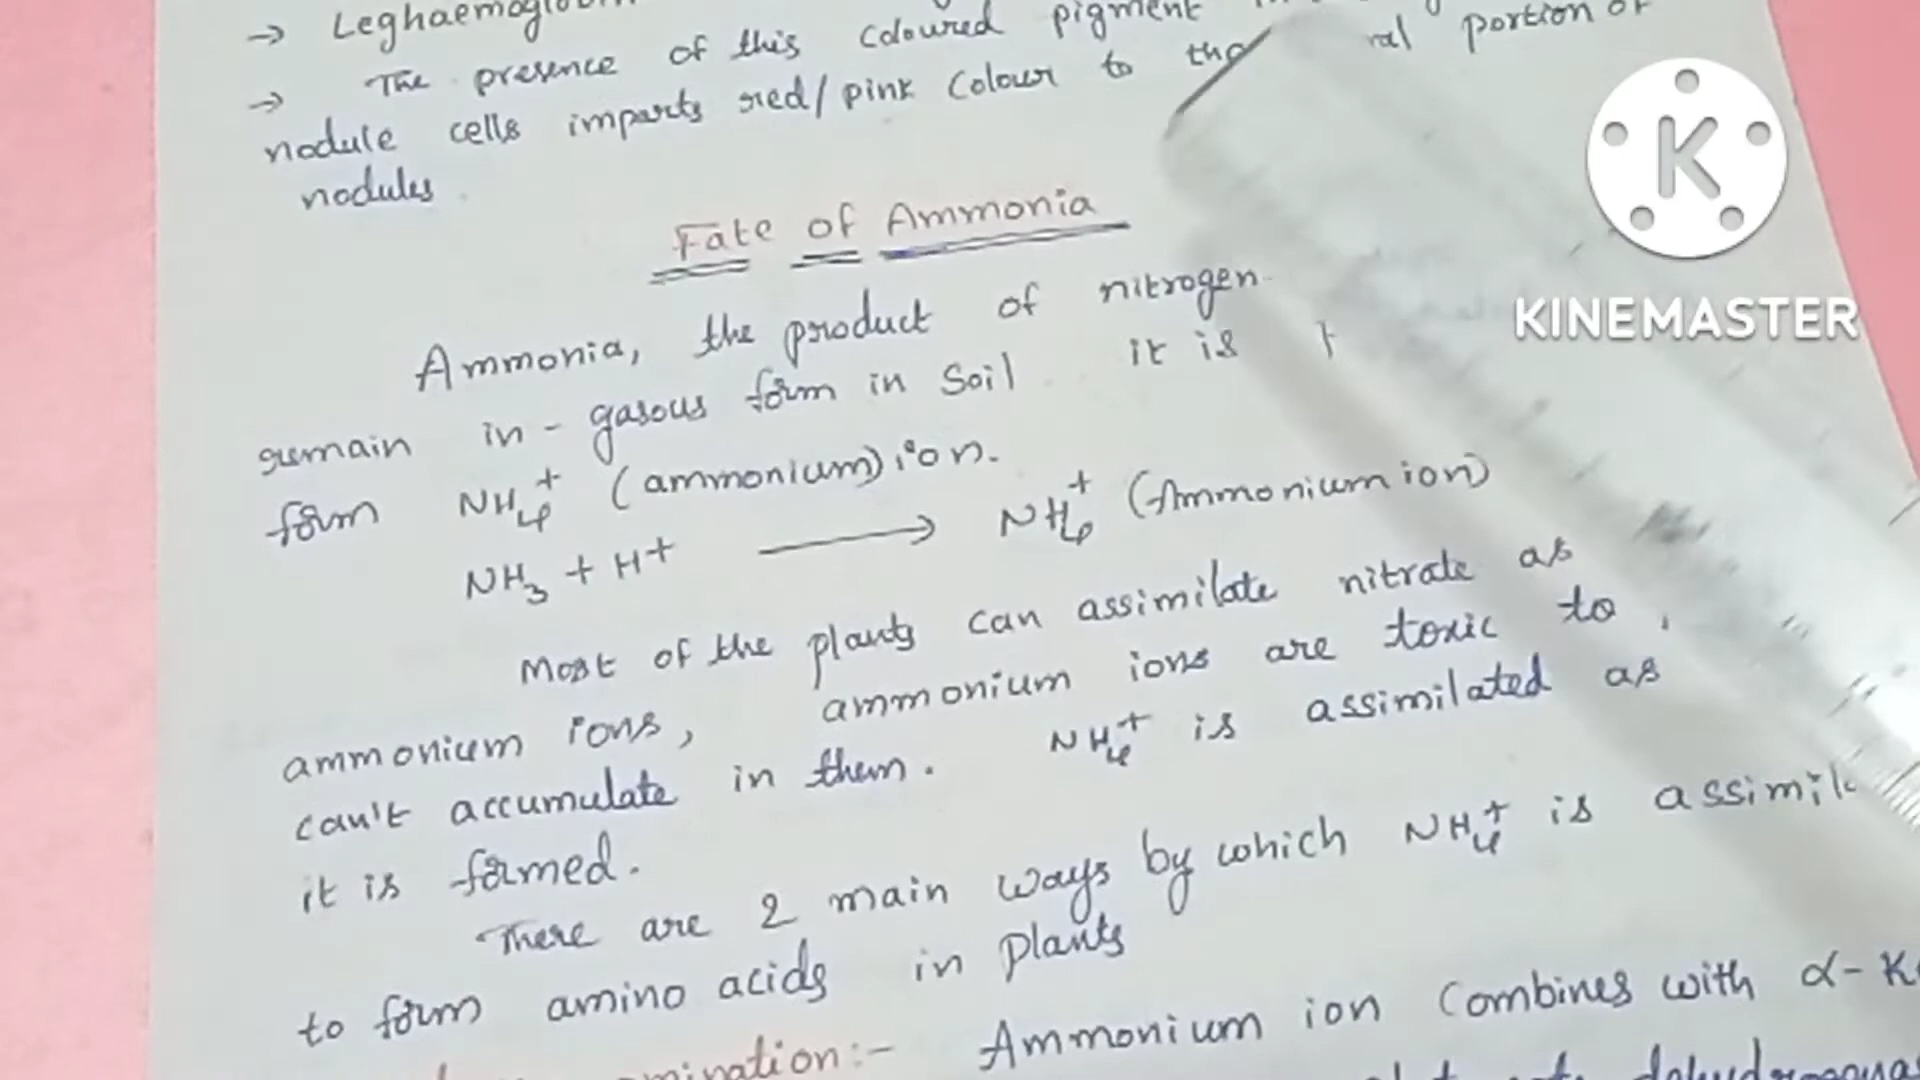 → Leghaemoglobin
→ The presence of this coloured pigment portion of
nodule cells imparts red/pink colour to the
nodules
Fate of Ammonia
Ammonia, the product of nitrogen
remain in-gasous form in soil it is
form NH4+ (ammonium) ion.
NH3 + H+ → NH4+ (Ammonium ion)
Most of the plants can assimilate nitrate as
ammonium ions, ammonium ions are toxic to
can't accumulate in them. NH4+ is assimilated as
it is formed.
There are 2 main ways by which NH4+ is
to form amino acids in plants
Ammonium ion combines with α-
K
KINEMASTER